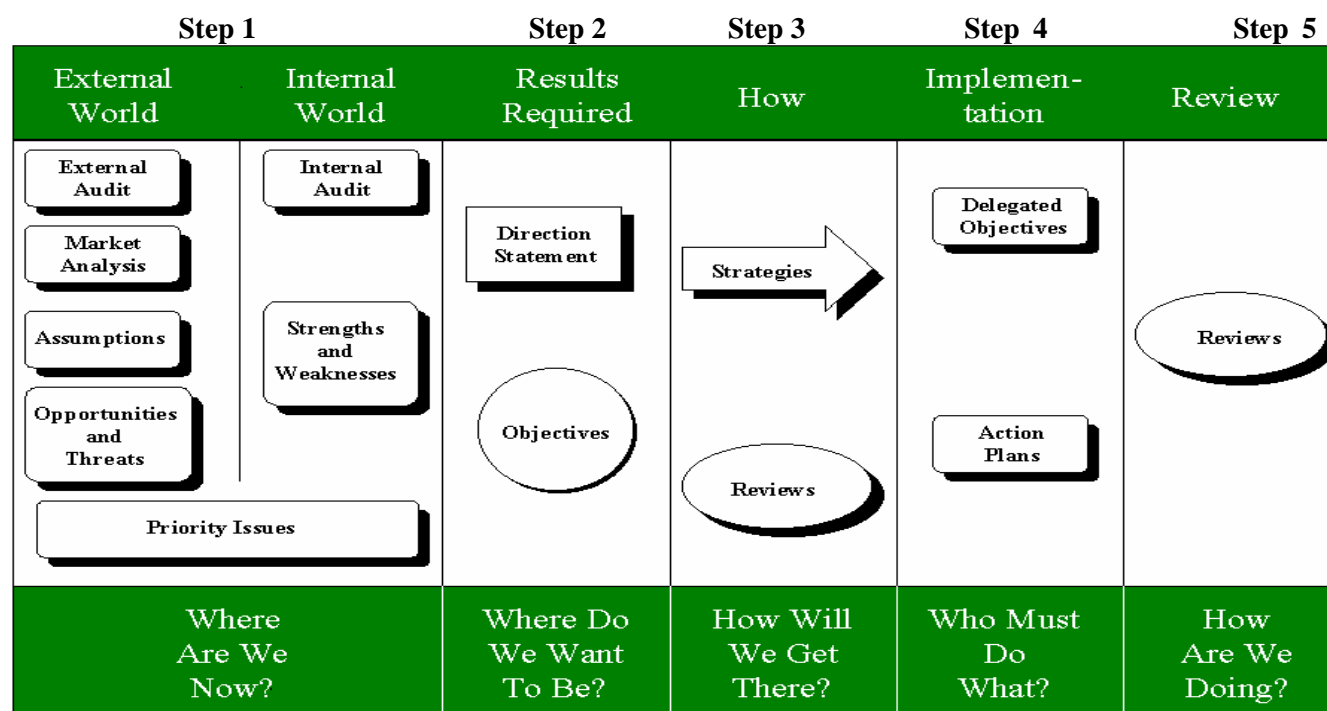 Step 1
Step 2
Step 3
Step 4
Step 5
External
World
Internal
World
Results
Required
How
Implemen-
tation
Review
External
Audit
Market
Analysis
Assumptions
Opportunities
and
Threats
Internal
Audit
Strengths
and
Weaknesses
Priority Issues
Direction
Statement
Objectives
Strategies
Reviews
Delegated
Objectives
Action
Plans
Reviews
Where
Are We
Now?
Where Do
We Want
To Be?
How Will
We Get
There?
Who Must
Do
What?
How
Are We
Doing?